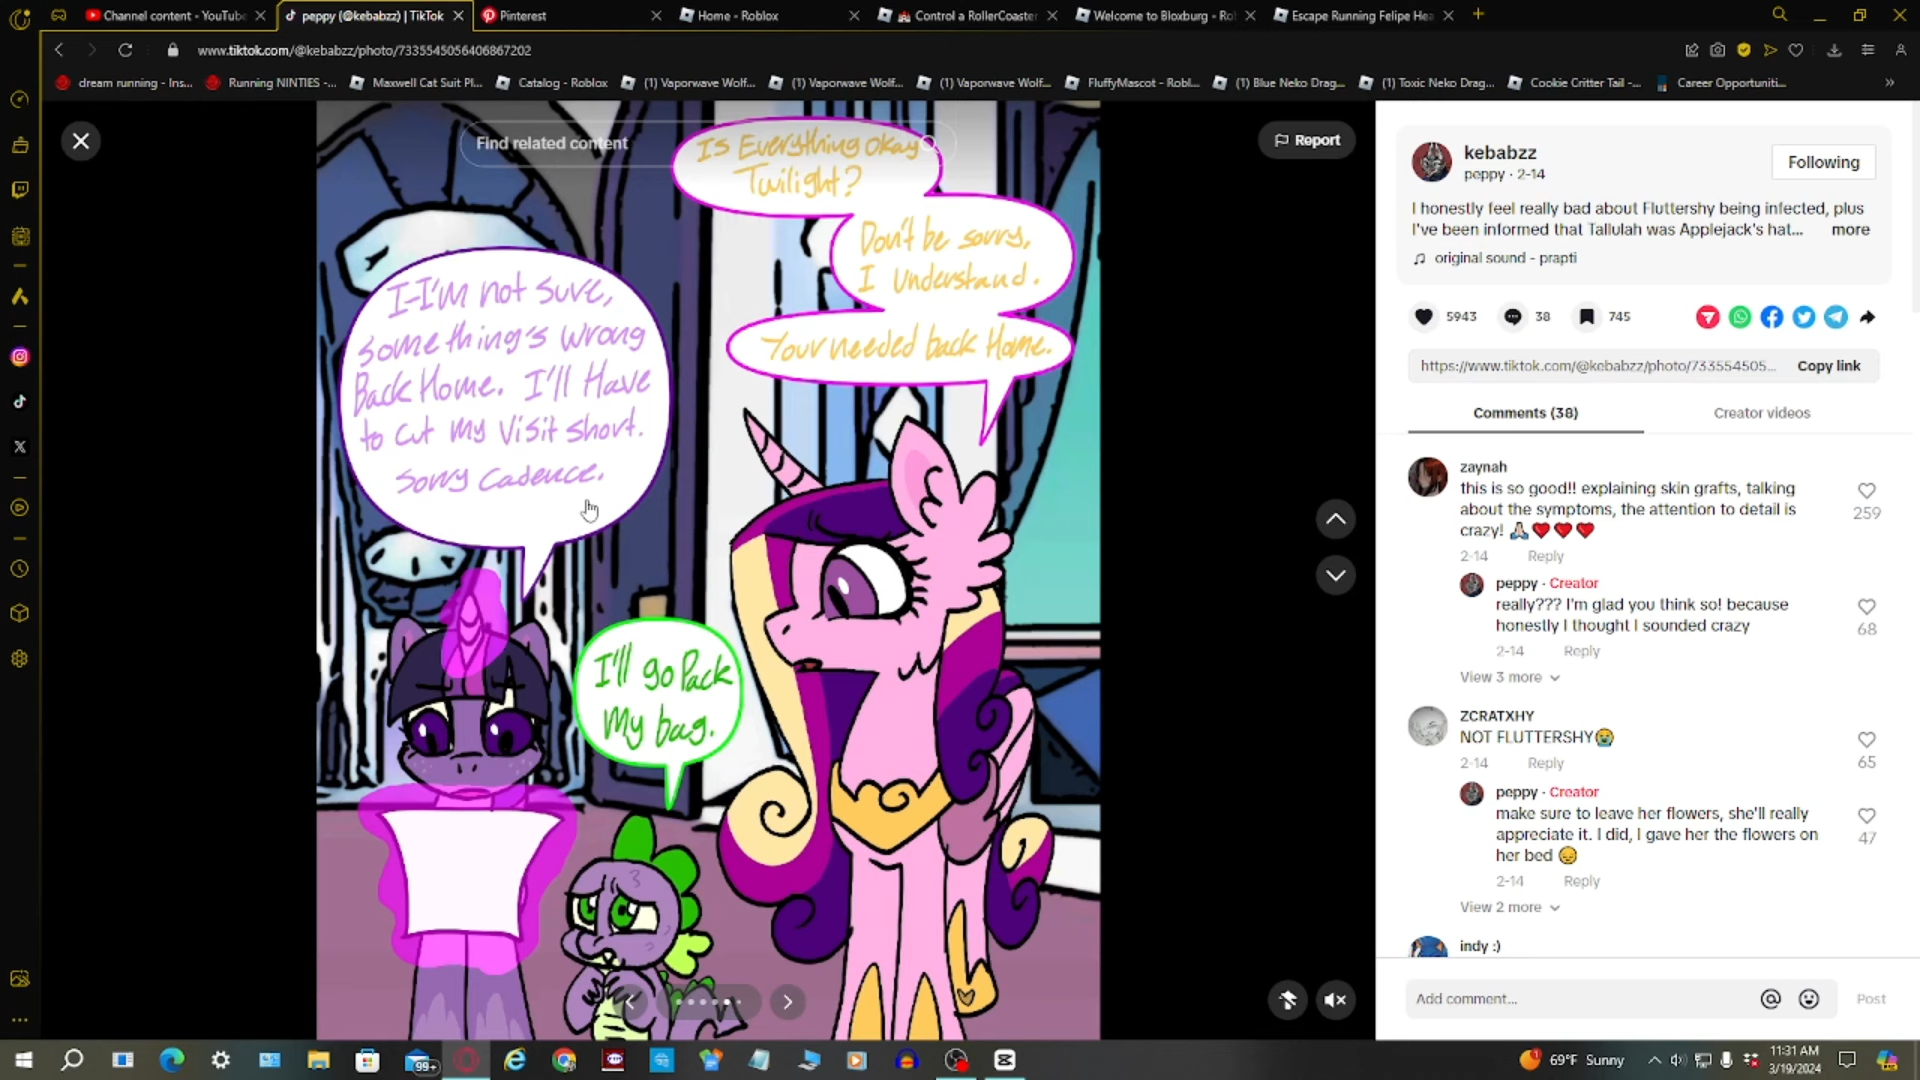 Channel content - YouTube
peppy (@kebabzz) | TikTok
Pinterest
Home - Roblox
Control a RollerCoaster
Welcome to Bloxburg - Ro
Escape Running Felipe Hea
www.tiktok.com/@kebabzz/photo/7335545056406867202
dream running - Ins...
Running NINTIES -...
Maxwell Cat Suit Pl...
Catalog - Roblox
(1) Vaporwave Wolf...
(1) Vaporwave Wolf...
(1) Vaporwave Wolf...
FluffyMascot - Robl...
(1) Blue Neko Drag...
(1) Toxic Neko Drag...
Cookie Critter Tail -...
Career Opportuniti...
Find related content
Report
Is Everything Okay
Twilight?
Don't be sorry,
I Understand.
Your needed back Home.
I-I'm not sure,
something's wrong
Back Home. I'll Have
to cut my visit short.
Sorry Cadence.
I'll go Pack
My bag.
kebabzz
peppy · 2-14
Following
I honestly feel really bad about Fluttershy being infected, plus
I've been informed that Tallulah was Applejack's hat... more
original sound - prapti
5943
38
745
https://www.tiktok.com/@kebabzz/photo/733554505...
Copy link
Comments (38)
Creator videos
zaynah
this is so good!! explaining skin grafts, talking
about the symptoms, the attention to detail is
crazy! 🙏🏻❤️❤️❤️
259
2-14 Reply
peppy · Creator
really??? I'm glad you think so! because
honestly I thought I sounded crazy
68
2-14 Reply
View 3 more
ZCRATXHY
NOT FLUTTERSHY😭
65
2-14 Reply
peppy · Creator
make sure to leave her flowers, she'll really
appreciate it. I did, I gave her the flowers on
her bed 😔
47
2-14 Reply
View 2 more
indy :)
Add comment...
Post
99+
69°F Sunny
11:31 AM
3/19/2024